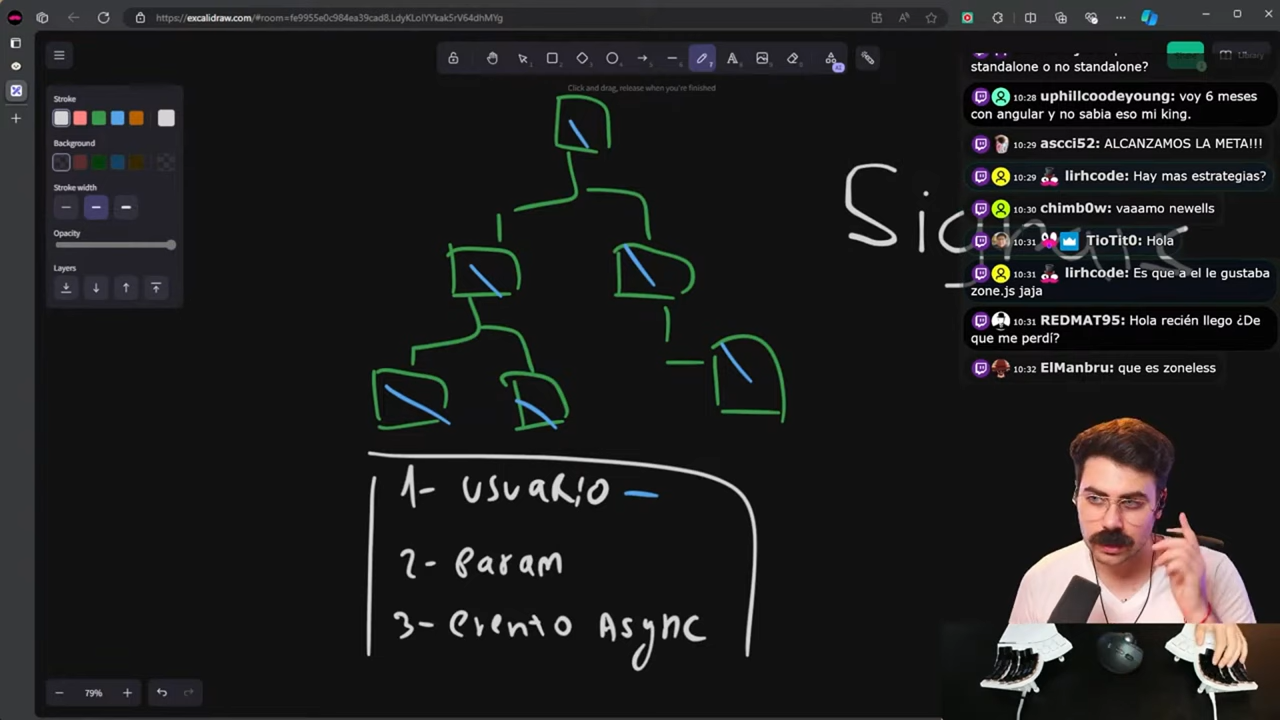 https://excalidraw.com/#room=fe9955e0c984ea39cad8,LdyKLolYYkak5rV64dhMYg
Click and drag, release when you're finished
Stroke
Background
Stroke width
Opacity
Layers
79%
Library
standalone o no standalone?
10:28 uphillcoodeyoung: voy 6 meses
con angular y no sabia eso mi king.
10:29 ascci52: ALCANZAMOS LA META!!!
10:29 lirhcode: Hay mas estrategias?
10:30 chimb0w: vaaamo newells
10:31 TioTit0: Hola
10:31 lirhcode: Es que a el le gustaba
zone.js jaja
10:31 REDMAT95: Hola recién llego ¿De
que me perdí?
10:32 ElManbru: que es zoneless
Signals
1- USUARIO
2- Param
3- evento Async